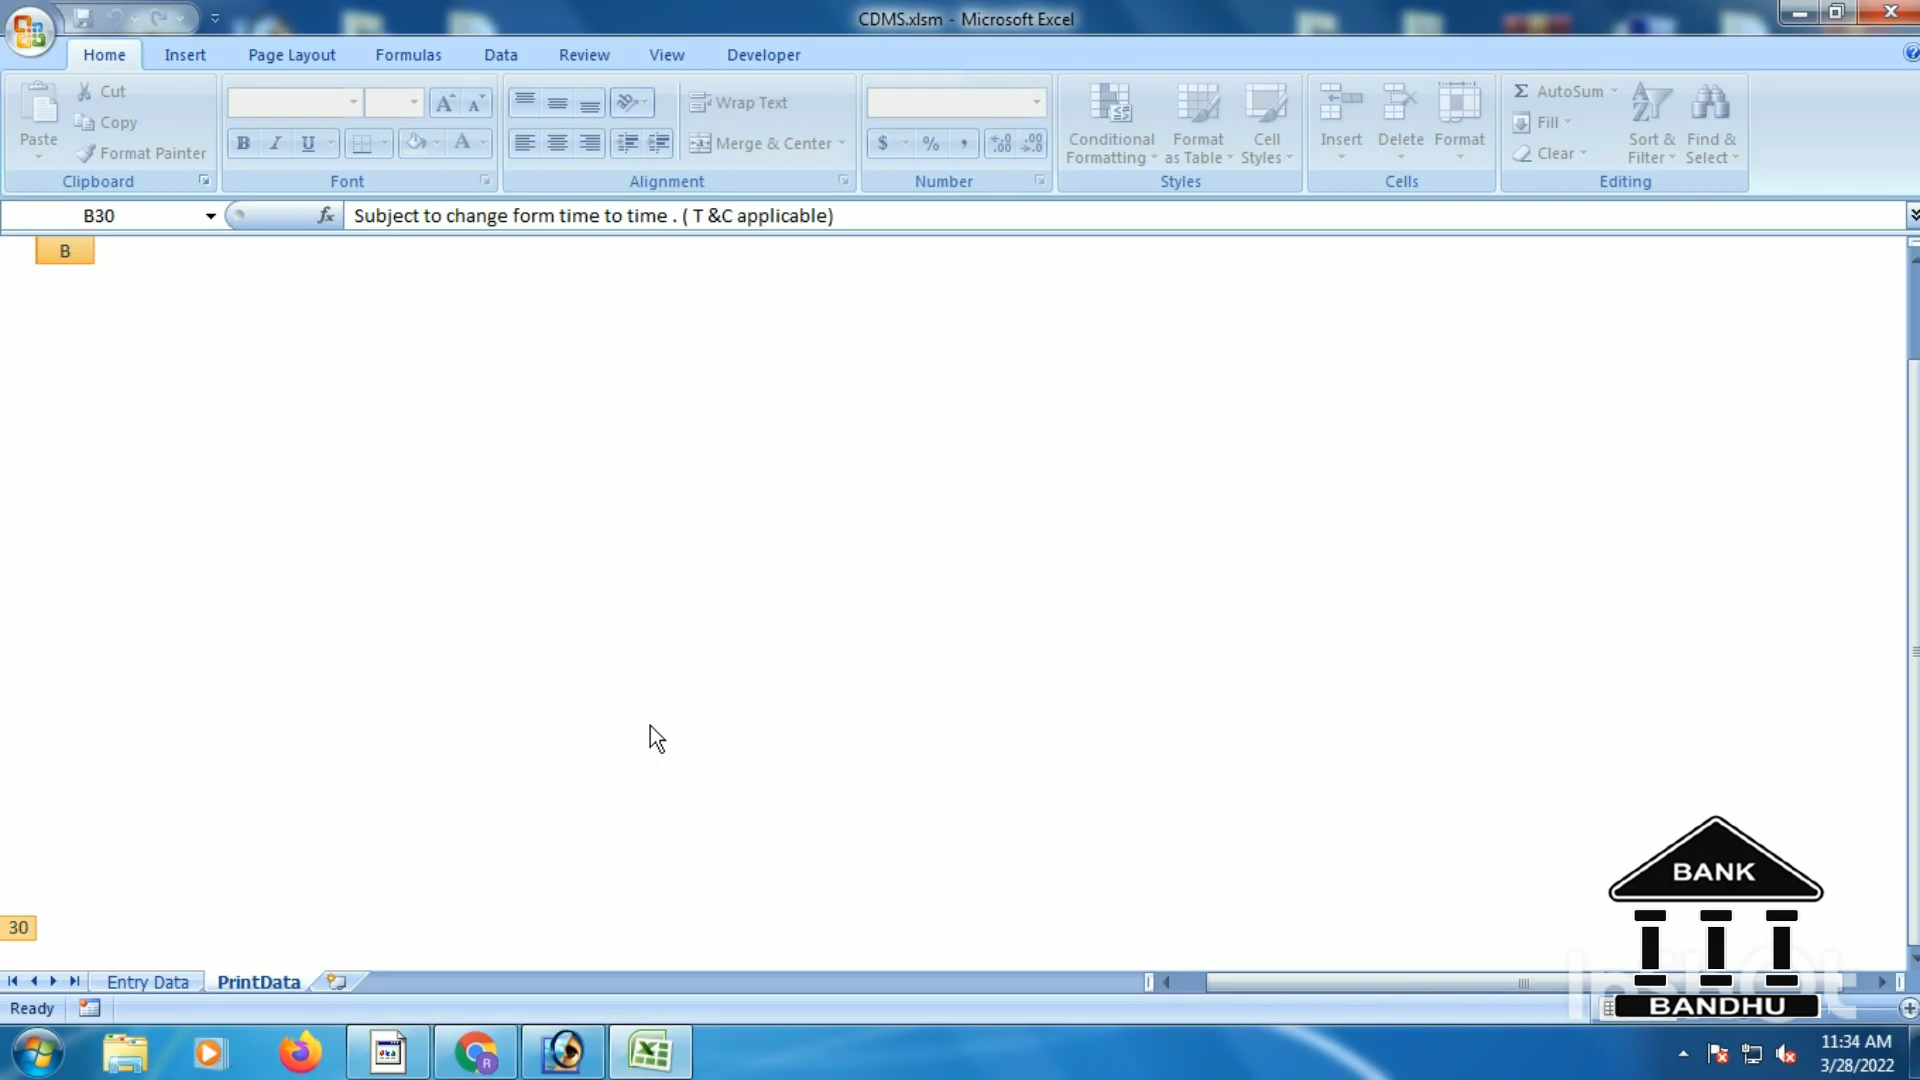 CDMS.xlsm - Microsoft Excel
Home Insert Page Layout Formulas Data Review View Developer
Paste
Cut
Copy
Format Painter
Clipboard
B I U
Font
Wrap Text
Merge & Center
Alignment
$ % ,
Number
Conditional Formatting
Format as Table
Cell Styles
Styles
Insert
Delete
Format
Cells
Σ AutoSum
Fill
Clear
Sort & Filter
Find & Select
Editing
B30
fx Subject to change form time to time . ( T &C applicable)
B
30
BANK
BANDHU
Entry Data PrintData
Ready
11:34 AM
3/28/2022